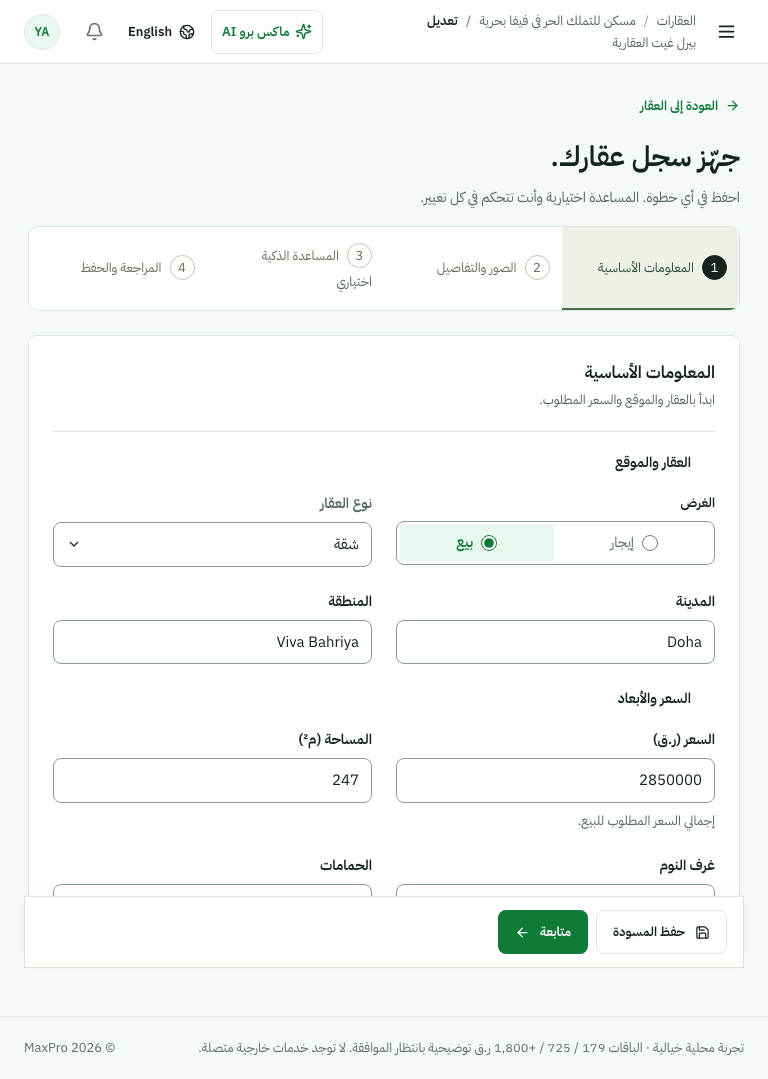 العقارات / مسكن للتملك الحر في فيفا بحرية / تعديل
بيرل غيت العقارية
ماكس برو AI
English
YA
العودة إلى العقار
جهّز سجل عقارك.
احفظ في أي خطوة. المساعدة اختيارية وأنت تتحكم في كل تغيير.
1 المعلومات الأساسية
2 الصور والتفاصيل
3 المساعدة الذكية
اختياري
4 المراجعة والحفظ
المعلومات الأساسية
ابدأ بالعقار والموقع والسعر المطلوب.
العقار والموقع
الغرض
إيجار
بيع
نوع العقار
شقة
المدينة
Doha
المنطقة
Viva Bahriya
السعر والأبعاد
السعر (ر.ق)
2850000
إجمالي السعر المطلوب للبيع.
المساحة (م²)
247
غرف النوم
الحمامات
حفظ المسودة
متابعة
تجربة محلية خيالية · الباقات 179 / 725 / +1,800 ر.ق توضيحية بانتظار الموافقة. لا توجد خدمات خارجية متصلة.
© 2026 MaxPro